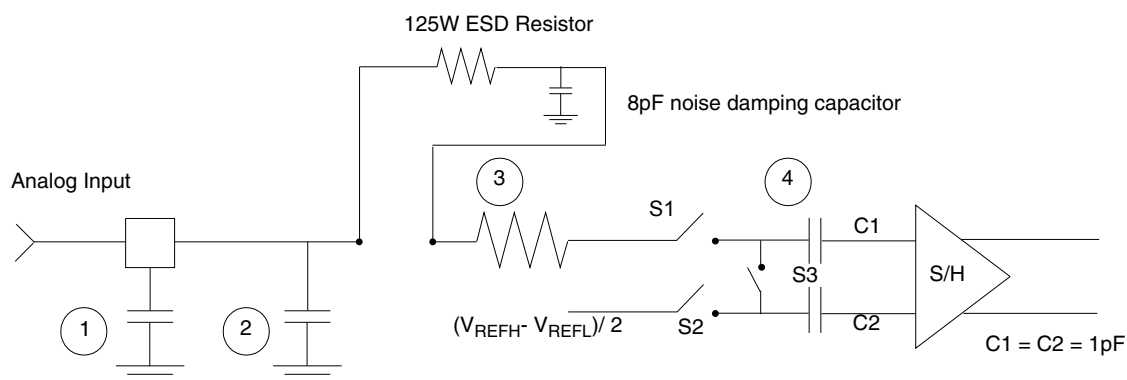 125W ESD Resistor
8pF noise damping capacitor
Analog Input
3
4
S1
C1
S3
S/H
1
2
(VREFH- VREFL)/ 2
S2
C2
C1 = C2 = 1pF